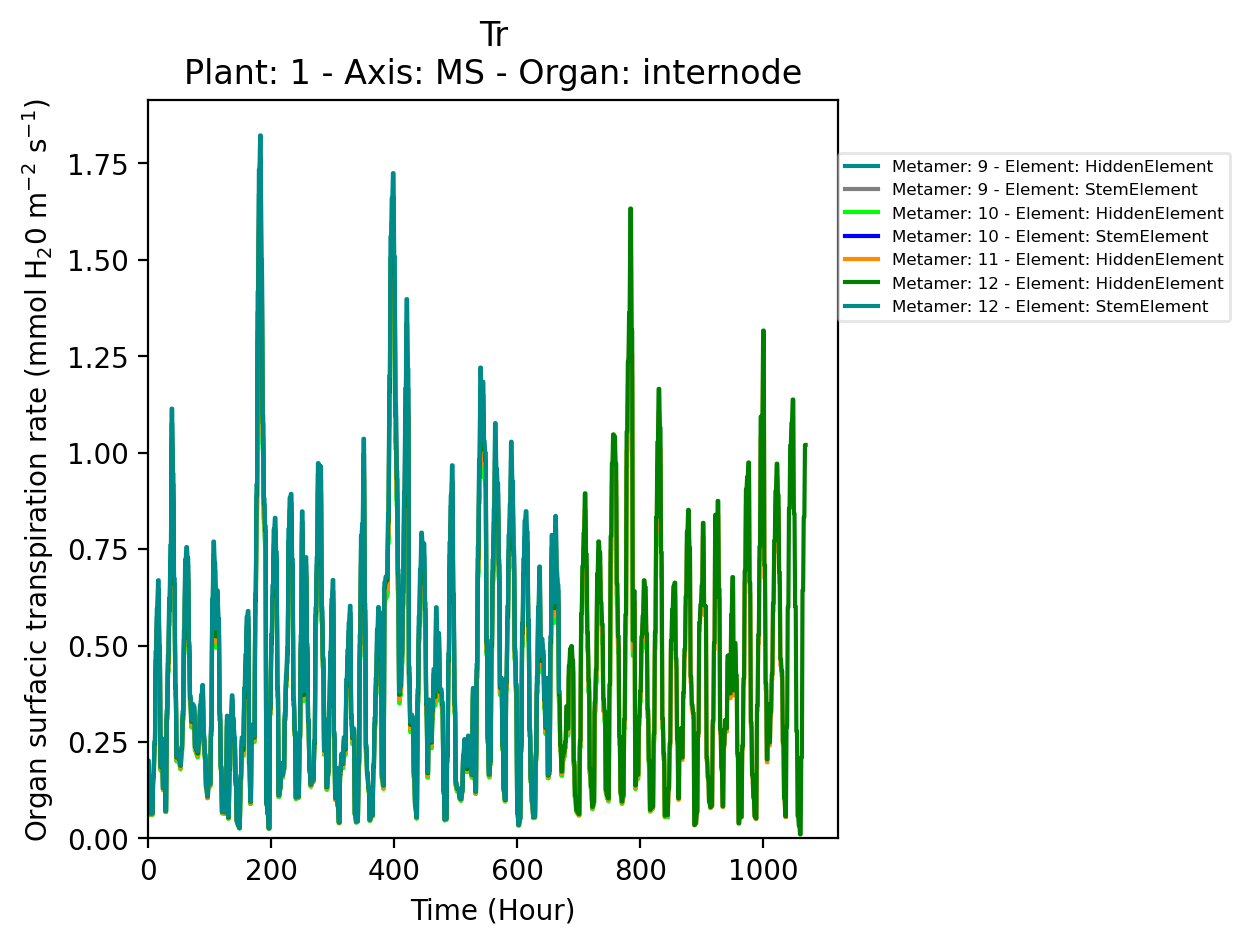 Tr
Plant: 1 - Axis: MS - Organ: internode
Organ surfacic transpiration rate (mmol H₂0 m⁻² s⁻¹)
1.75
1.50
1.25
1.00
0.75
0.50
0.25
0.00
0 200 400 600 800 1000
Time (Hour)
Metamer: 9 - Element: HiddenElement
Metamer: 9 - Element: StemElement
Metamer: 10 - Element: HiddenElement
Metamer: 10 - Element: StemElement
Metamer: 11 - Element: HiddenElement
Metamer: 12 - Element: HiddenElement
Metamer: 12 - Element: StemElement